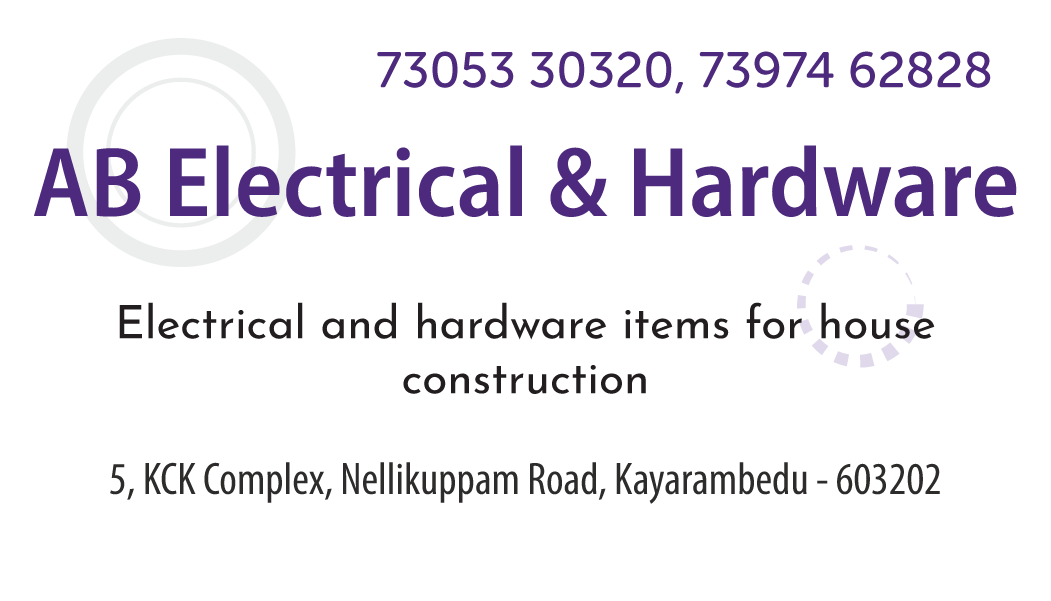 73053 30320, 73974 62828
AB Electrical & Hardware
Electrical and hardware items for house
construction
5, KCK Complex, Nellikuppam Road, Kayarambedu - 603202